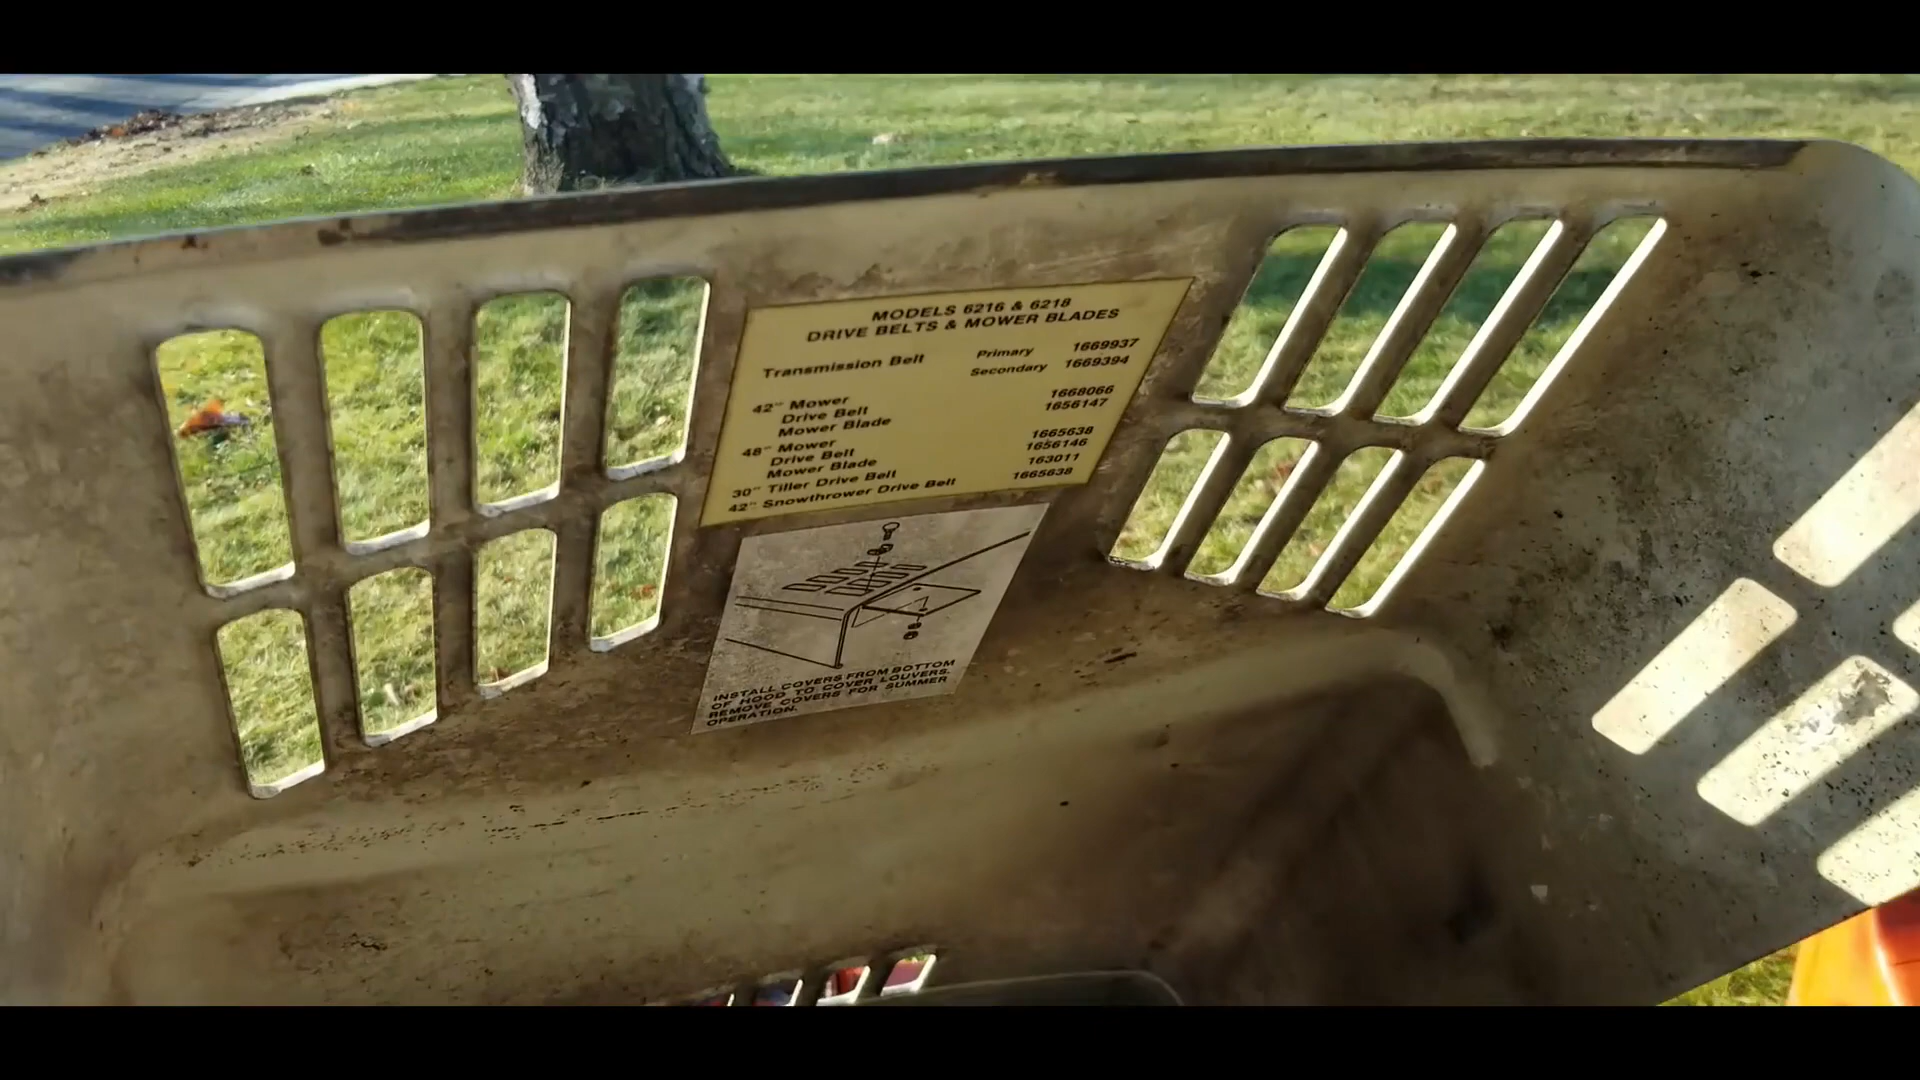 MODELS 6216 & 6218
DRIVE BELTS & MOWER BLADES
Transmission Belt Primary 1669937
Secondary 1669394
42" Mower
Drive Belt 1668066
Mower Blade 1656147
48" Mower
Drive Belt 1665638
Mower Blade 1656146
30" Tiller Drive Belt 163011
42" Snowthrower Drive Belt 1665638
INSTALL COVERS FROM BOTTOM
OF HOOD TO COVER LOUVERS.
REMOVE COVERS FOR SUMMER
OPERATION.